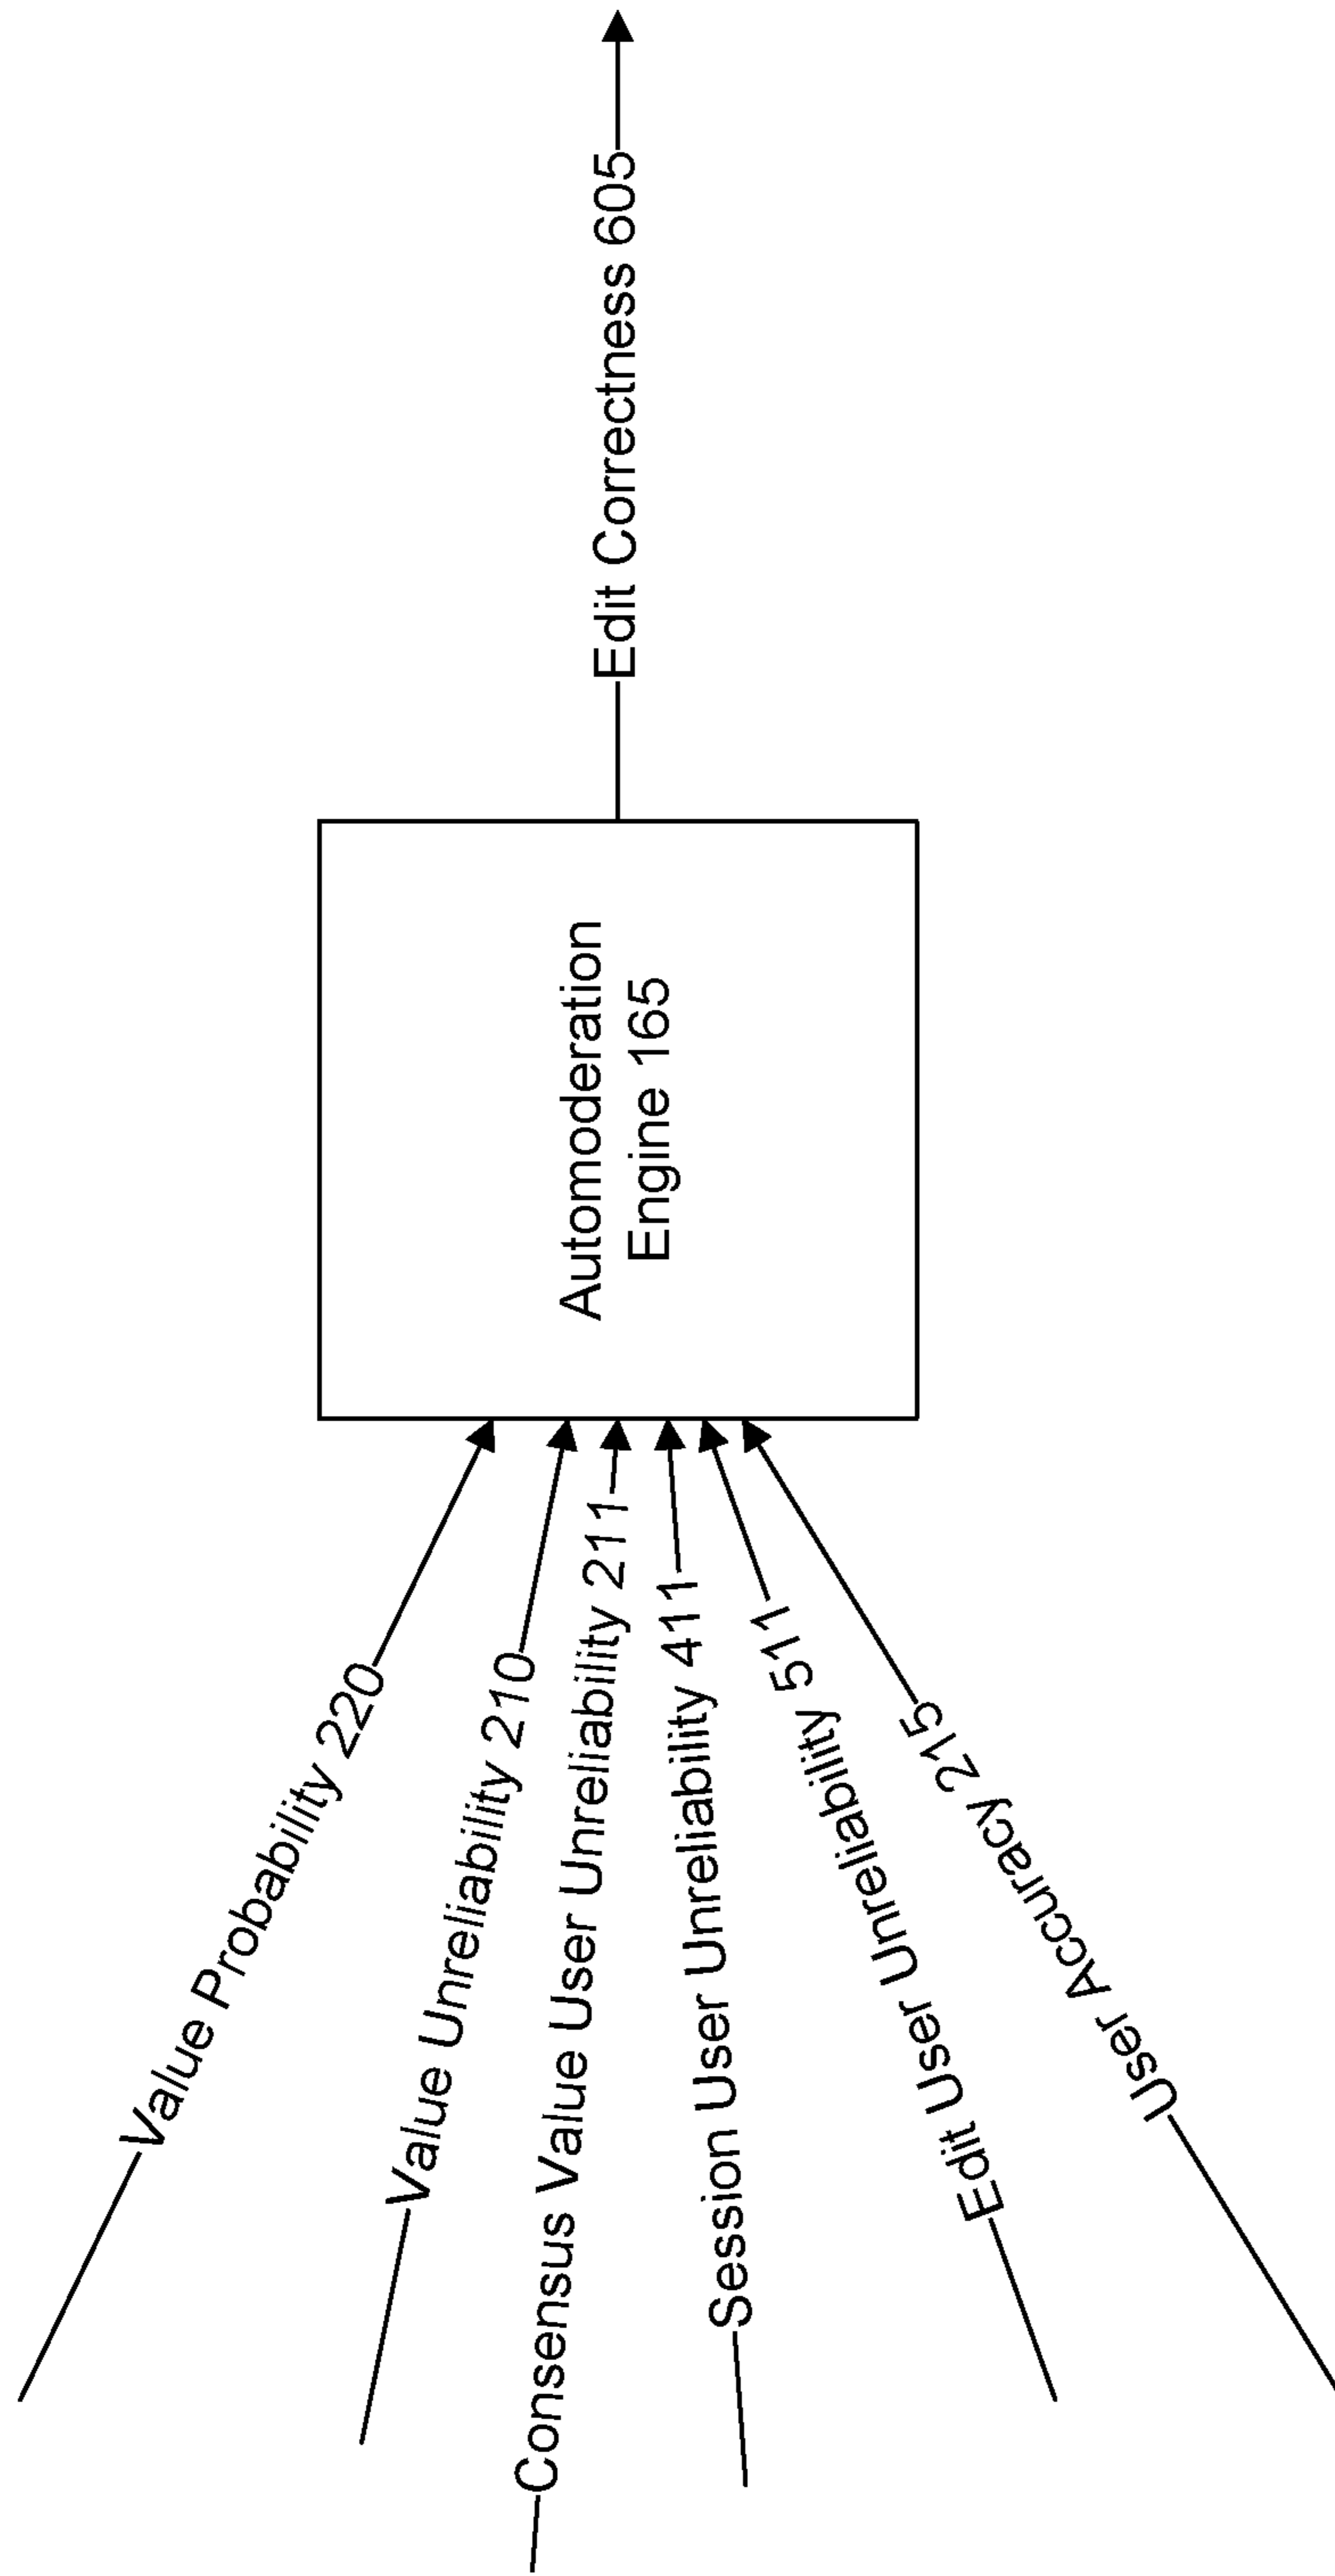 Value Probability 220
Value Unreliability 210
Consensus Value User Unreliability 211
Session User Unreliability 411
Edit User Unreliability 511
User Accuracy 215
Automoderation
Engine 165
Edit Correctness 605